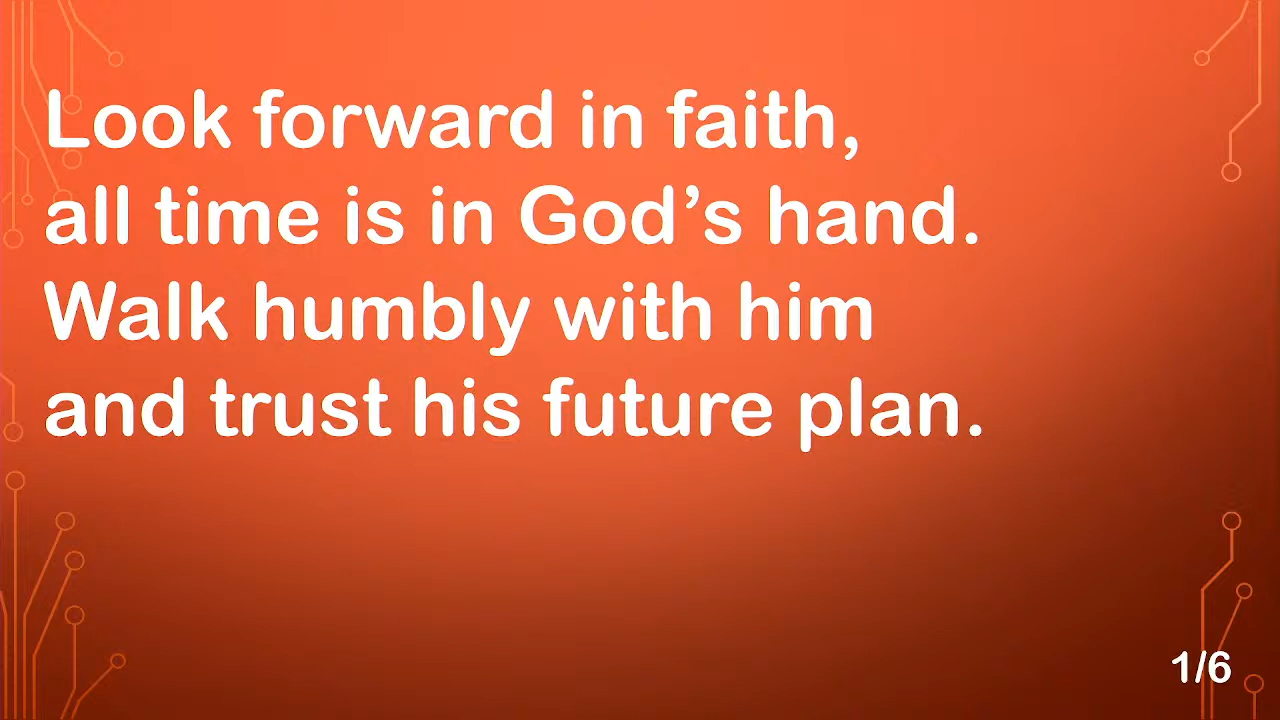 Look forward in faith,
all time is in God’s hand.
Walk humbly with him
and trust his future plan.
1/6